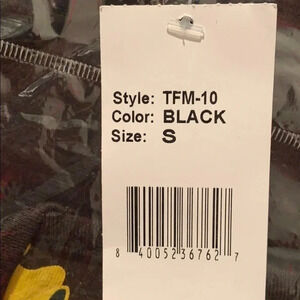 Style: TFM-10
Color: BLACK
Size: S
8 40052 36762 7